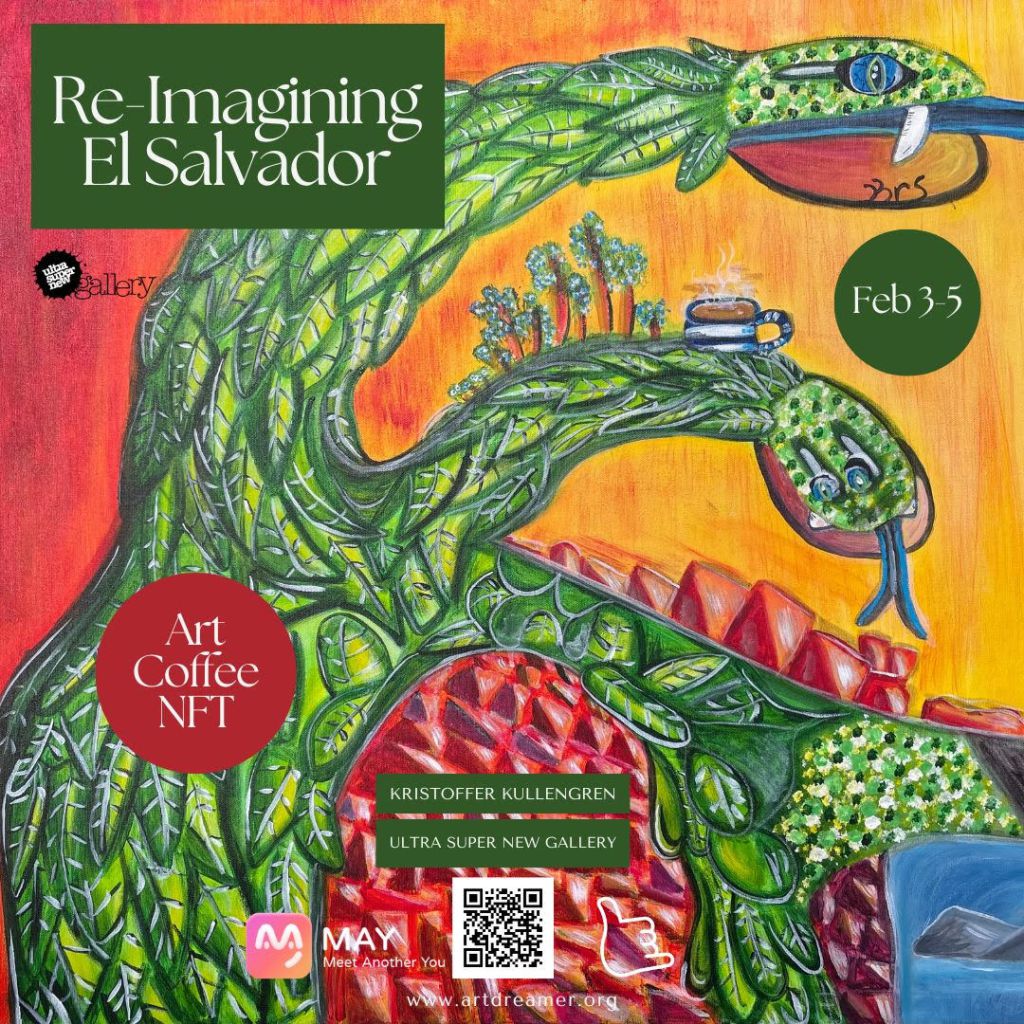 Re-Imagining
El Salvador
ultra
super
new
gallery
Feb 3-5
Art
Coffee
NFT
KRISTOFFER KULLENGREN
ULTRA SUPER NEW GALLERY
MAY
Meet Another You
www.artdreamer.org